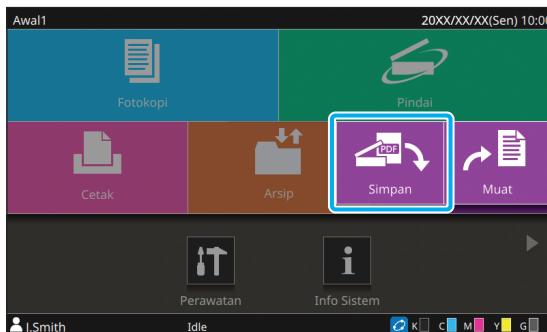 Awal1 20XX/XX/XX(Sen) 10:00
Fotokopi Pindai
PDF
Cetak Arsip Simpan Muat
Perawatan Info Sistem
J.Smith Idle K C M Y G